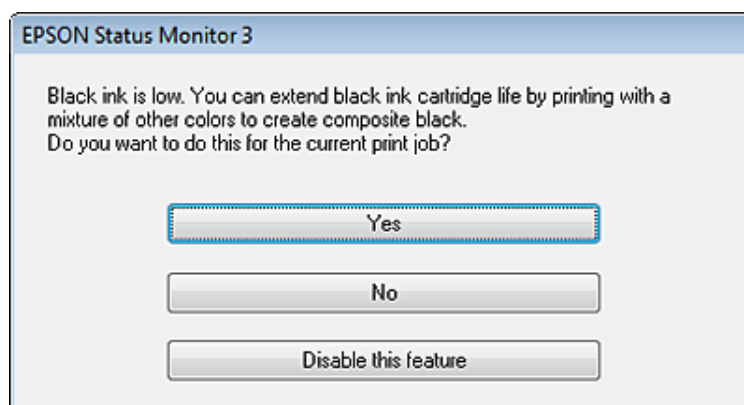 EPSON Status Monitor 3
Black ink is low. You can extend black ink cartridge life by printing with a
mixture of other colors to create composite black.
Do you want to do this for the current print job?
Yes
No
Disable this feature